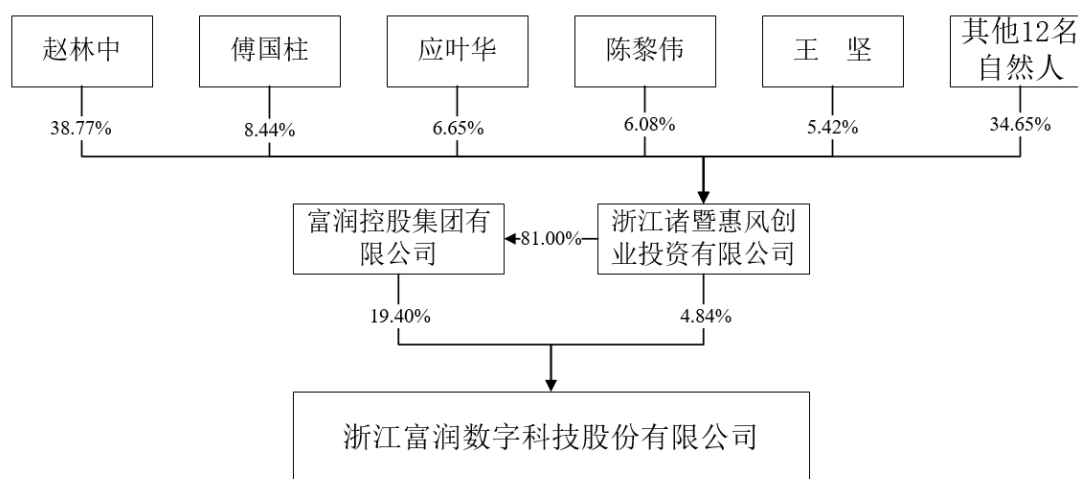 赵林中
傅国柱
应叶华
陈黎伟
王　坚
其他12名
自然人
38.77%
8.44%
6.65%
6.08%
5.42%
34.65%
富润控股集团有
限公司
81.00%
浙江诸暨惠风创
业投资有限公司
19.40%
4.84%
浙江富润数字科技股份有限公司